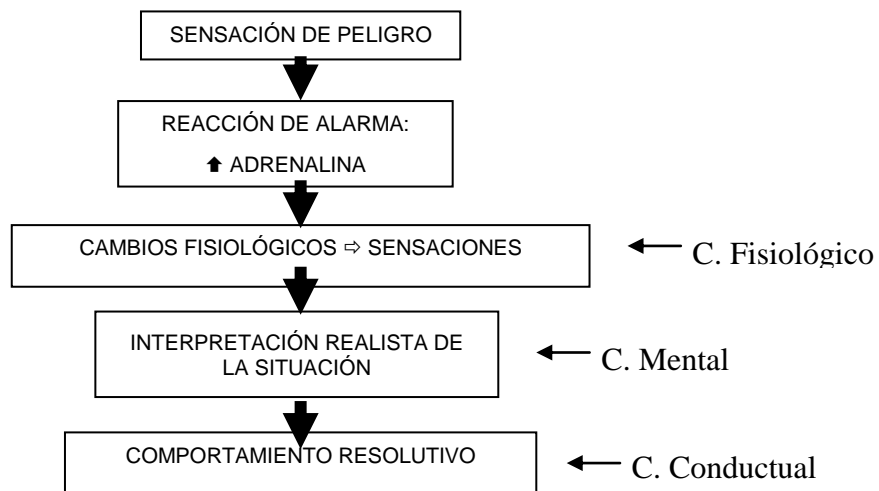 SENSACIÓN DE PELIGRO
REACCIÓN DE ALARMA:
⬆ ADRENALINA
CAMBIOS FISIOLÓGICOS ⇨ SENSACIONES
C. Fisiológico
INTERPRETACIÓN REALISTA DE
LA SITUACIÓN
C. Mental
COMPORTAMIENTO RESOLUTIVO
C. Conductual